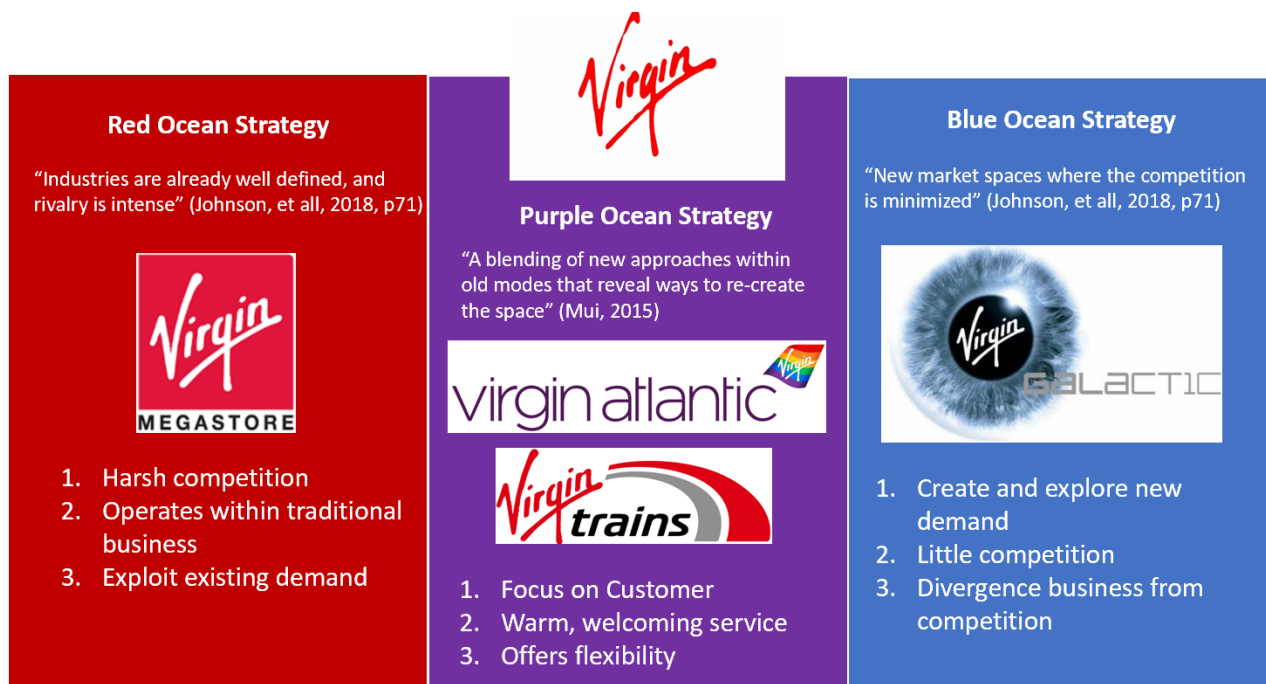 Virgin
Red Ocean Strategy
“Industries are already well defined, and
rivalry is intense” (Johnson, et all, 2018, p71)
Virgin
MEGASTORE
1. Harsh competition
2. Operates within traditional
business
3. Exploit existing demand
Purple Ocean Strategy
“A blending of new approaches within
old modes that reveal ways to re-create
the space” (Mui, 2015)
virgin atlantic
Virgin
Virgin
trains
1. Focus on Customer
2. Warm, welcoming service
3. Offers flexibility
Blue Ocean Strategy
“New market spaces where the competition
is minimized” (Johnson, et all, 2018, p71)
Virgin
GALACTIC
1. Create and explore new
demand
2. Little competition
3. Divergence business from
competition